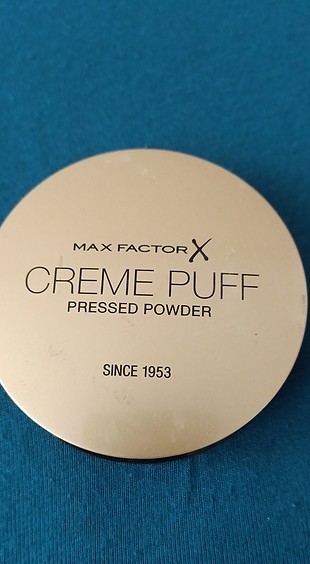 MAX FACTOR X
CREME PUFF
PRESSED POWDER
SINCE 1953